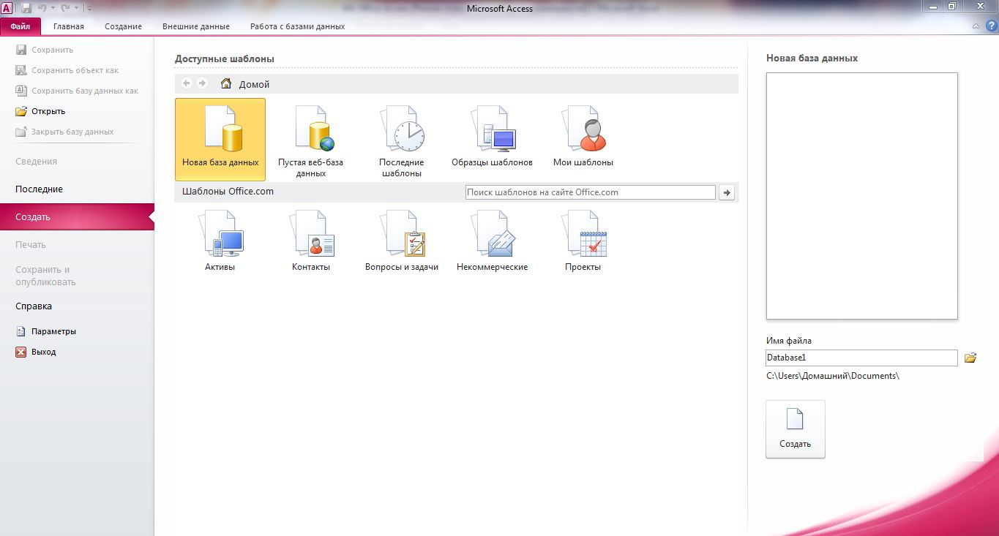 Microsoft Access
Файл Главная Создание Внешние данные Работа с базами данных
Сохранить
Сохранить объект как
Сохранить базу данных как
Открыть
Закрыть базу данных
Сведения
Последние
Создать
Печать
Сохранить и
опубликовать
Справка
Параметры
Выход
Доступные шаблоны
Домой
Новая база данных
Пустая веб-база
данных
Последние
шаблоны
Образцы шаблонов
Мои шаблоны
Шаблоны Office.com
Поиск шаблонов на сайте Office.com
Активы
Контакты
Вопросы и задачи
Некоммерческие
Проекты
Новая база данных
Имя файла
Database1
C:\Users\Домашний\Documents\
Создать